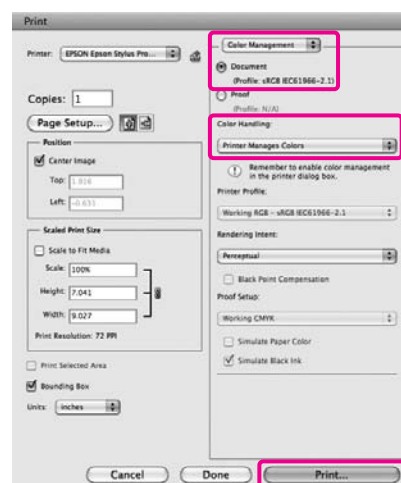 Print
Printer: EPSON Epson Stylus Pro...
Copies: 1
Page Setup...
Position
Center Image
Top: 1.916
Left: -0.633
Scaled Print Size
Scale to Fit Media
Scale: 100%
Height: 7.041
Width: 9.027
Print Resolution: 72 PPI
Print Selected Area
Bounding Box
Units: inches
Color Management
Document
(Profile: sRGB IEC61966-2.1)
Proof
(Profile: N/A)
Color Handling:
Printer Manages Colors
Remember to enable color management
in the printer dialog box.
Printer Profile:
Working RGB - sRGB IEC61966-2.1
Rendering Intent:
Perceptual
Black Point Compensation
Proof Setup:
Working CMYK
Simulate Paper Color
Simulate Black Ink
Cancel
Done
Print...